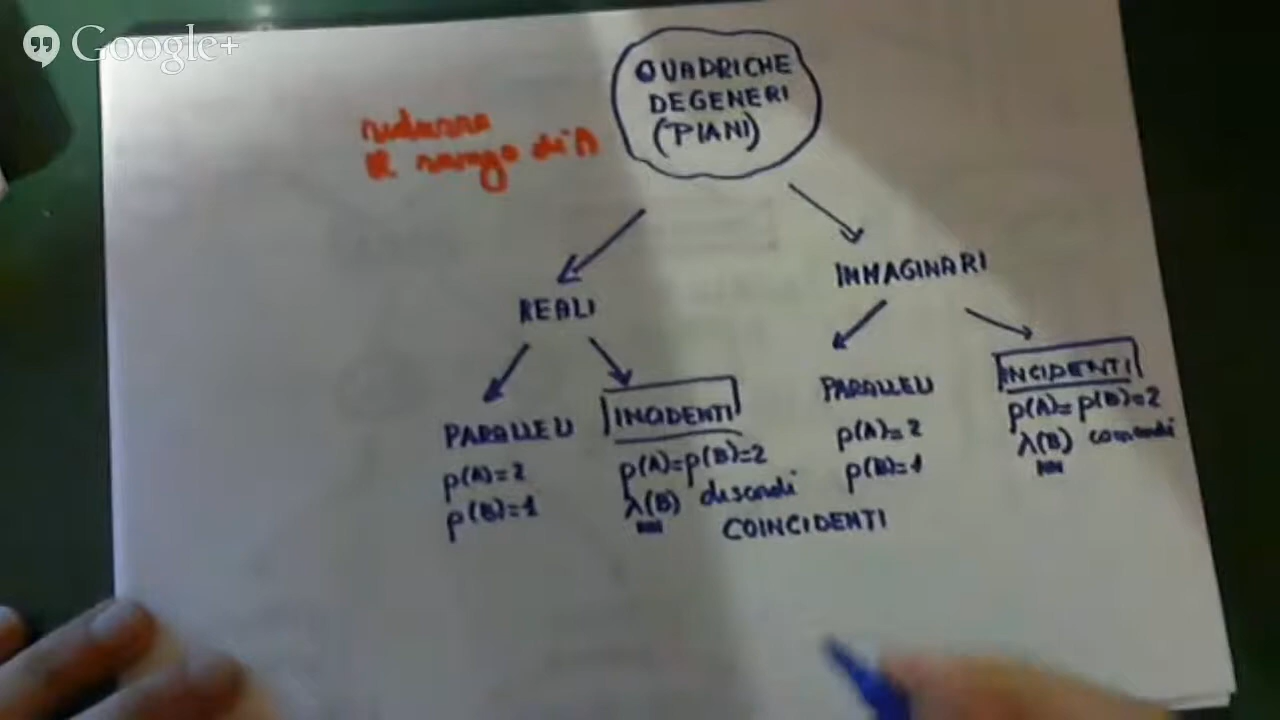 Google+
QUADRICHE
DEGENERI
(PIANI)
ridurre
il rango di A
REALI
IMMAGINARI
PARALLELI
ρ(A)=2
ρ(B)=1
INCIDENTI
ρ(A)=ρ(B)=2
λ(B) discordi
COINCIDENTI
PARALLELI
ρ(A)=2
ρ(B)=1
INCIDENTI
ρ(A)=ρ(B)=2
λ(B) concordi